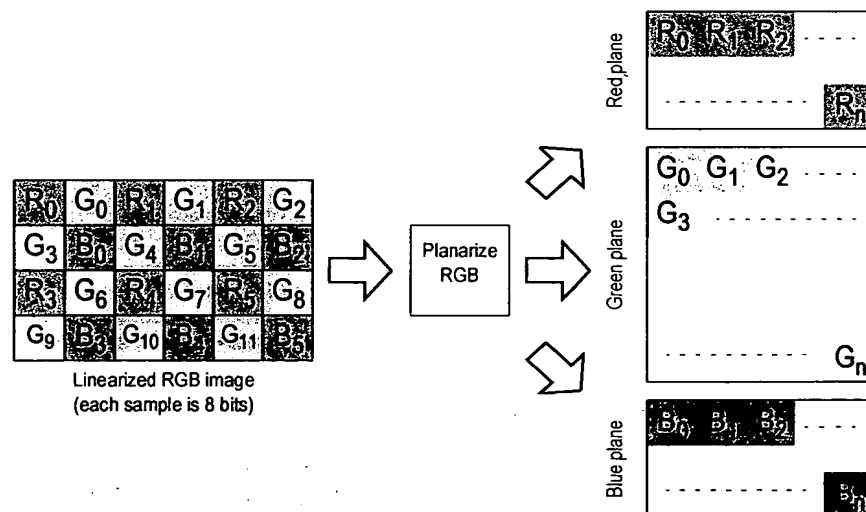 R0 G0 R1 G1 R2 G2
G3 B0 G4 B1 G5 B2
R3 G6 R4 G7 R5 G8
G9 B3 G10 B4 G11 B5
Linearized RGB image
(each sample is 8 bits)
Planarize
RGB
Red plane
R0 R1 R2
Rn
Green plane
G0 G1 G2
G3
Gn
Blue plane
B0 B1 B2
Bn